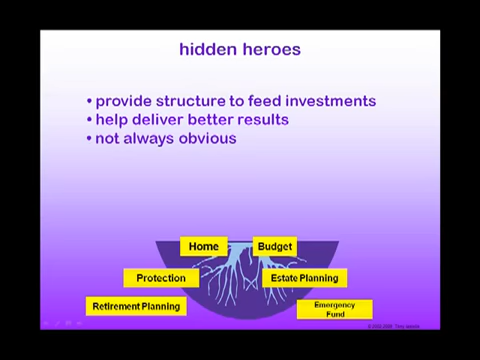 hidden heroes
• provide structure to feed investments
• help deliver better results
• not always obvious
Home
Budget
Protection
Estate Planning
Retirement Planning
Emergency
Fund